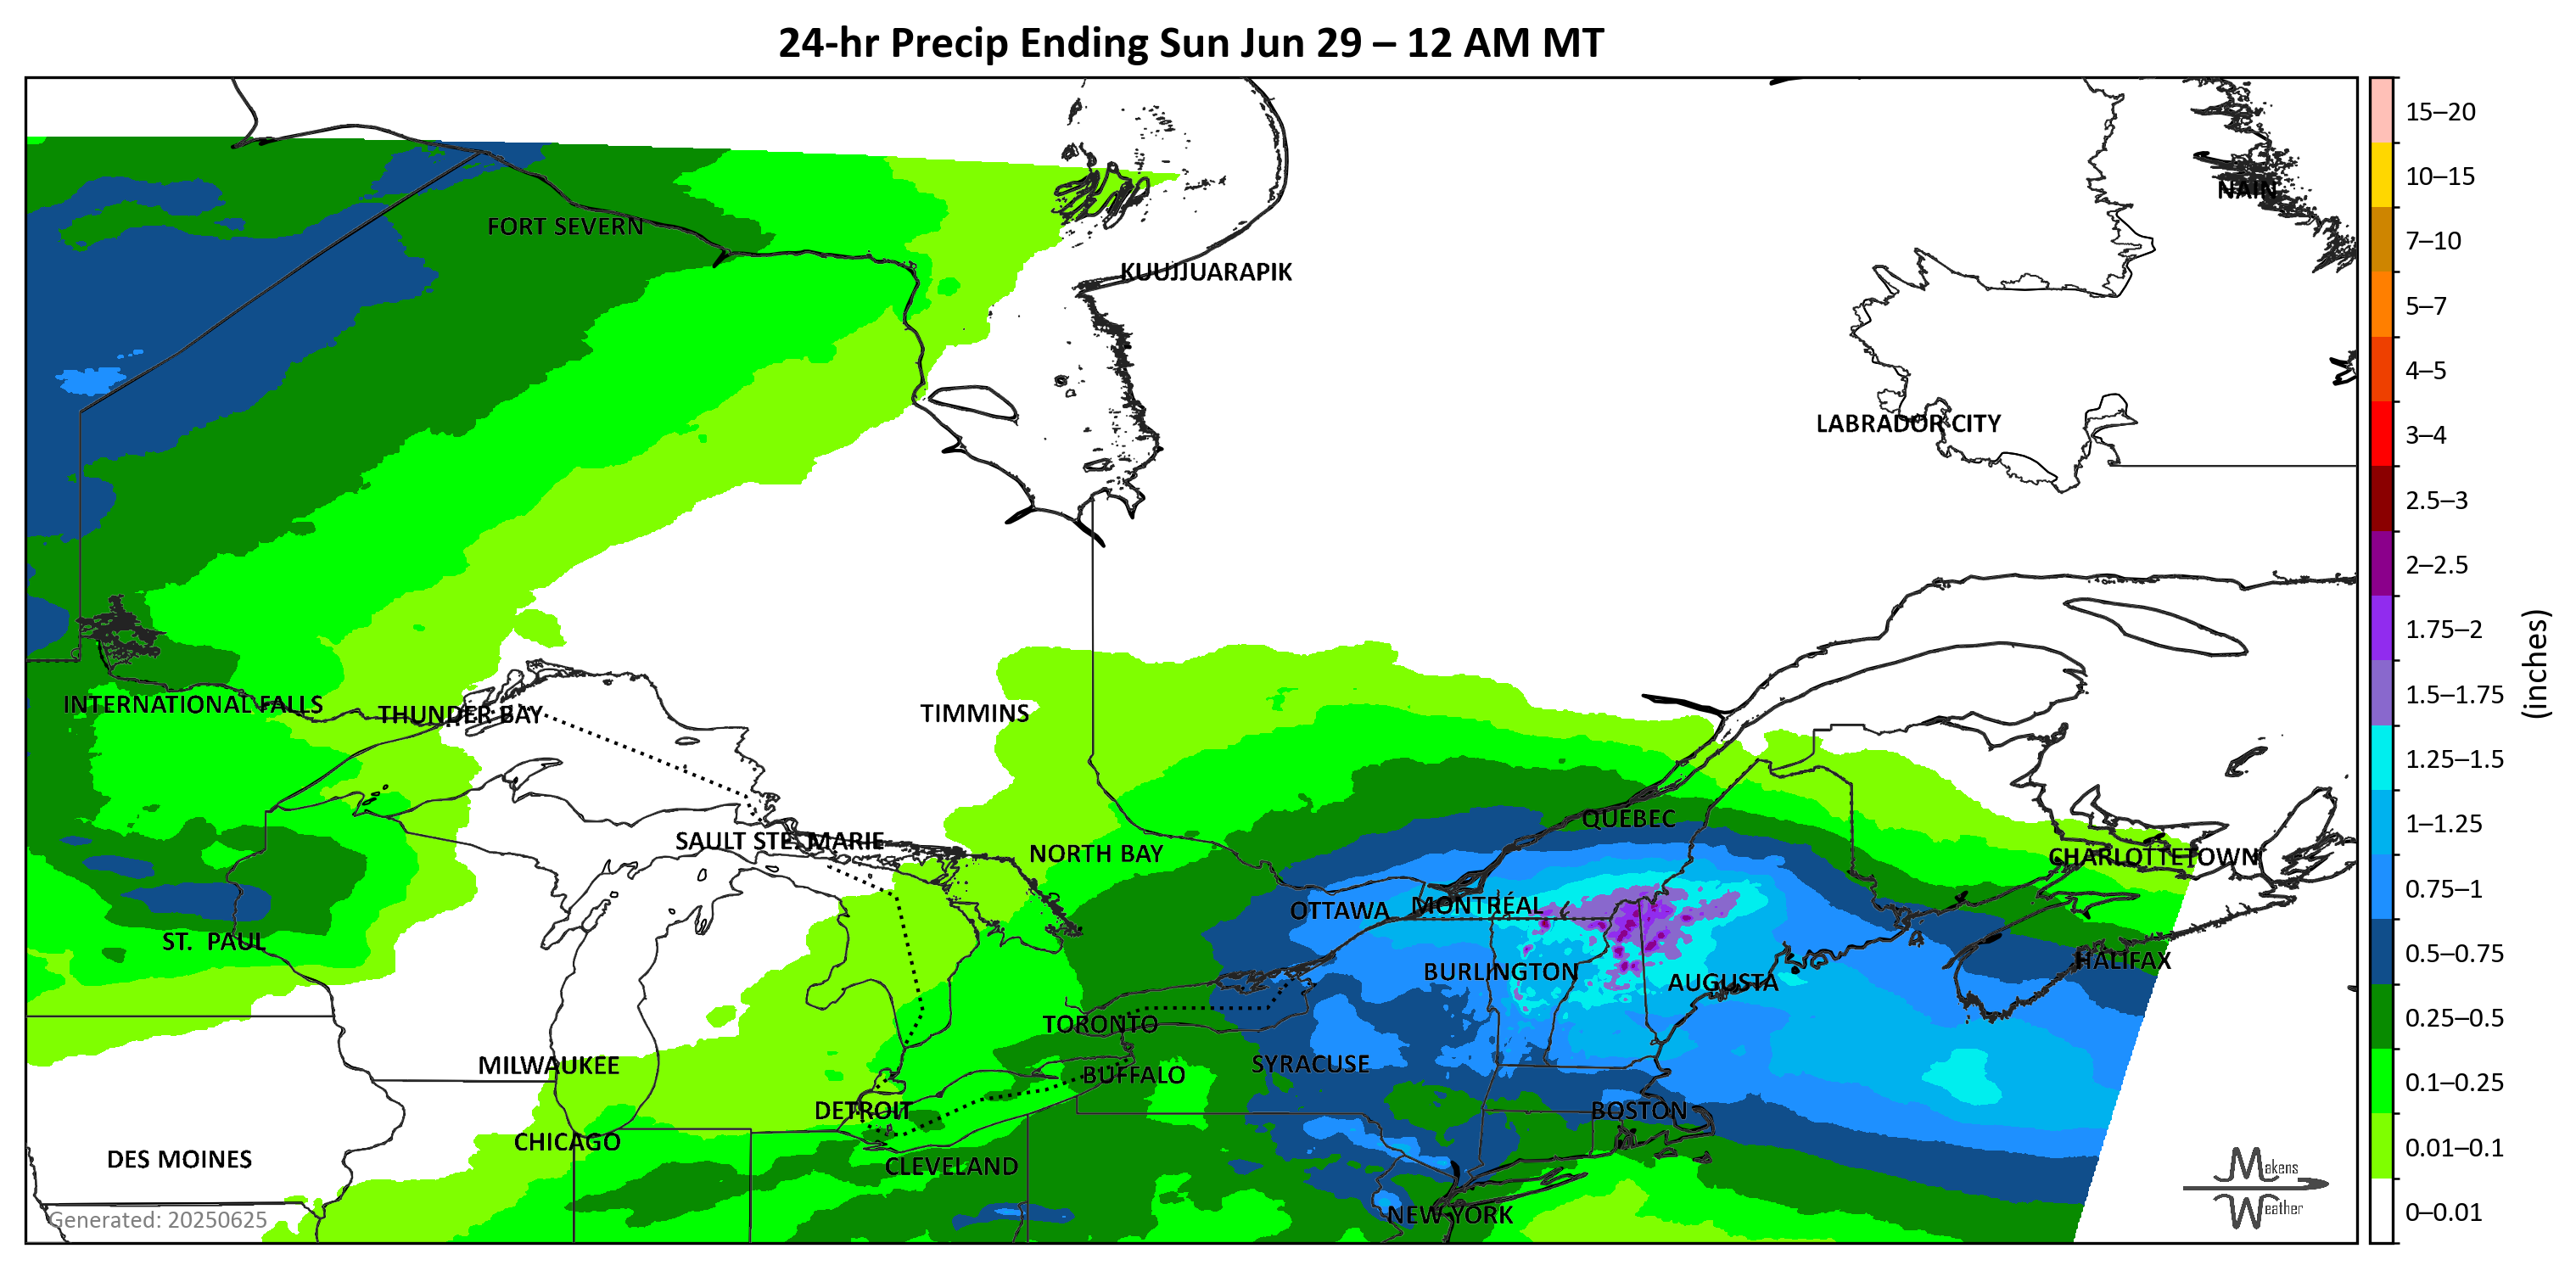 24-hr Precip Ending Sun Jun 29 – 12 AM MT
15–20
10–15
7–10
5–7
4–5
3–4
2.5–3
2–2.5
1.75–2
1.5–1.75
1.25–1.5
1–1.25
0.75–1
0.5–0.75
0.25–0.5
0.1–0.25
0.01–0.1
0–0.01
(inches)
NAIN
FORT SEVERN
KUUJJUARAPIK
LABRADOR CITY
INTERNATIONAL FALLS
THUNDER BAY
TIMMINS
QUÉBEC
SAULT STE. MARIE
NORTH BAY
CHARLOTTETOWN
OTTAWA
MONTRÉAL
ST. PAUL
HALIFAX
BURLINGTON
AUGUSTA
TORONTO
MILWAUKEE
SYRACUSE
BUFFALO
DETROIT
BOSTON
CHICAGO
DES MOINES
CLEVELAND
NEW YORK
Generated: 20250625
Makens
Weather